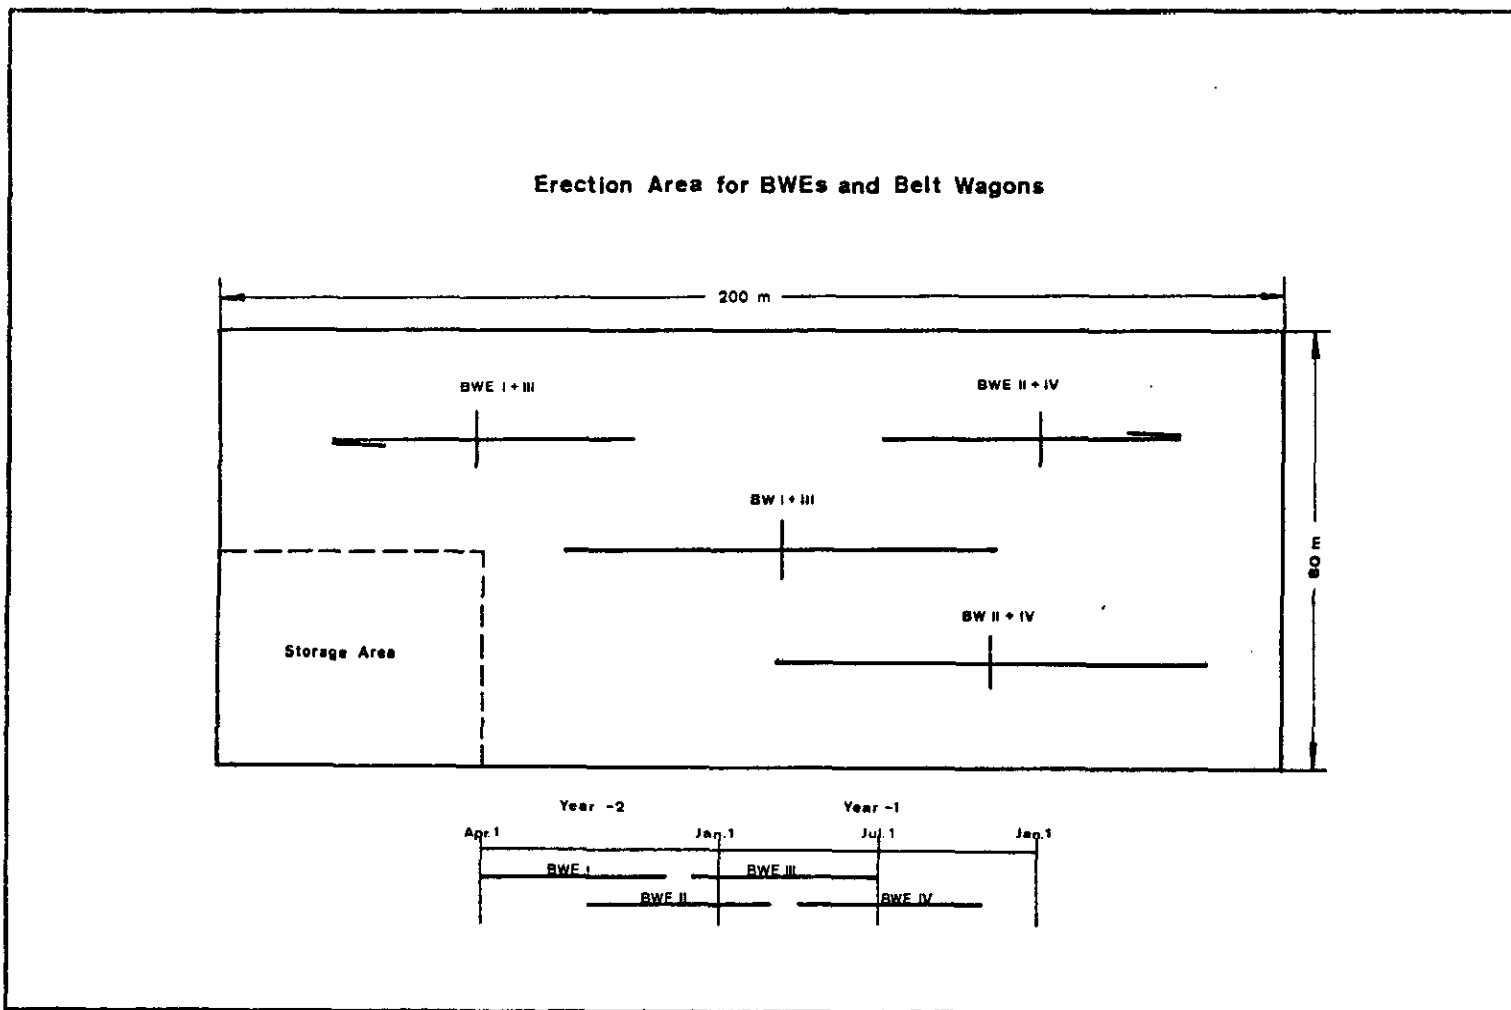 Erection Area for BWEs and Belt Wagons
200 m
BWE I + III
BWE II + IV
BW I + III
80 m
BW II + IV
Storage Area
Year -2
Year -1
Apr.1
Jan.1
Jul.1
Jan.1
BWE I
BWE III
BWE II
BWE IV